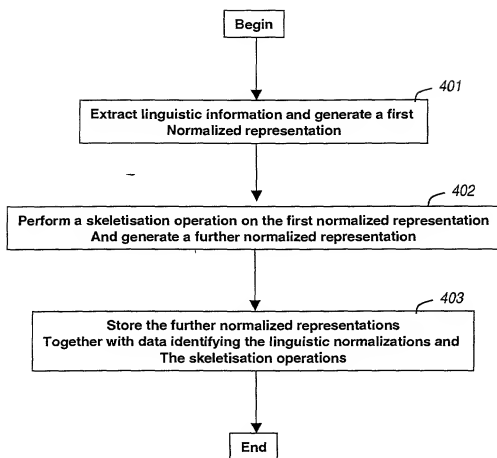 Begin
401
Extract linguistic information and generate a first
Normalized representation
402
Perform a skeletisation operation on the first normalized representation
And generate a further normalized representation
403
Store the further normalized representations
Together with data identifying the linguistic normalizations and
The skeletisation operations
End